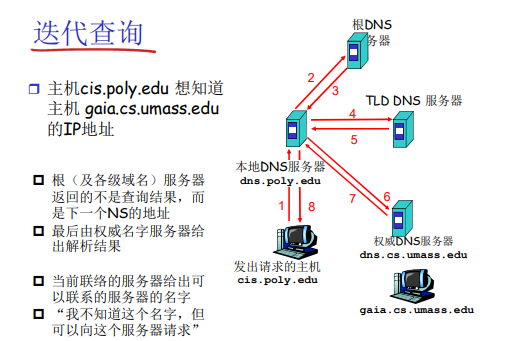 迭代查询
主机cis.poly.edu 想知道
主机 gaia.cs.umass.edu
的IP地址
根（及各级域名）服务器
返回的不是查询结果，而
是下一个NS的地址
最后由权威名字服务器给
出解析结果
当前联络的服务器给出可
以联系的服务器的名字
“我不知道这个名字，但
可以向这个服务器请求”
根DNS
务器
2
3
TLD DNS 服务器
4
5
本地DNS服务器
dns.poly.edu
1
8
7
6
权威DNS服务器
dns.cs.umass.edu
发出请求的主机
cis.poly.edu
gaia.cs.umass.edu